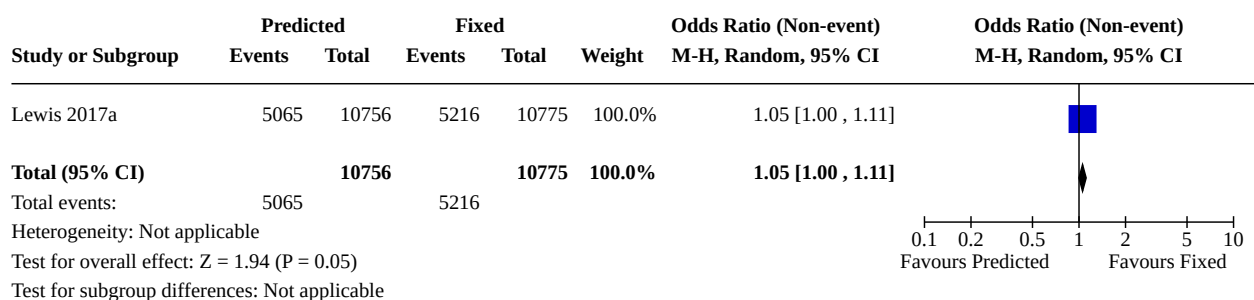 Predicted Fixed Odds Ratio (Non-event) Odds Ratio (Non-event)
Study or Subgroup Events Total Events Total Weight M-H, Random, 95% CI M-H, Random, 95% CI
Lewis 2017a 5065 10756 5216 10775 100.0% 1.05 [1.00 , 1.11]
Total (95% CI) 10756 10775 100.0% 1.05 [1.00 , 1.11]
Total events: 5065 5216
Heterogeneity: Not applicable
0.1 0.2 0.5 1 2 5 10
Test for overall effect: Z = 1.94 (P = 0.05) Favours Predicted Favours Fixed
Test for subgroup differences: Not applicable